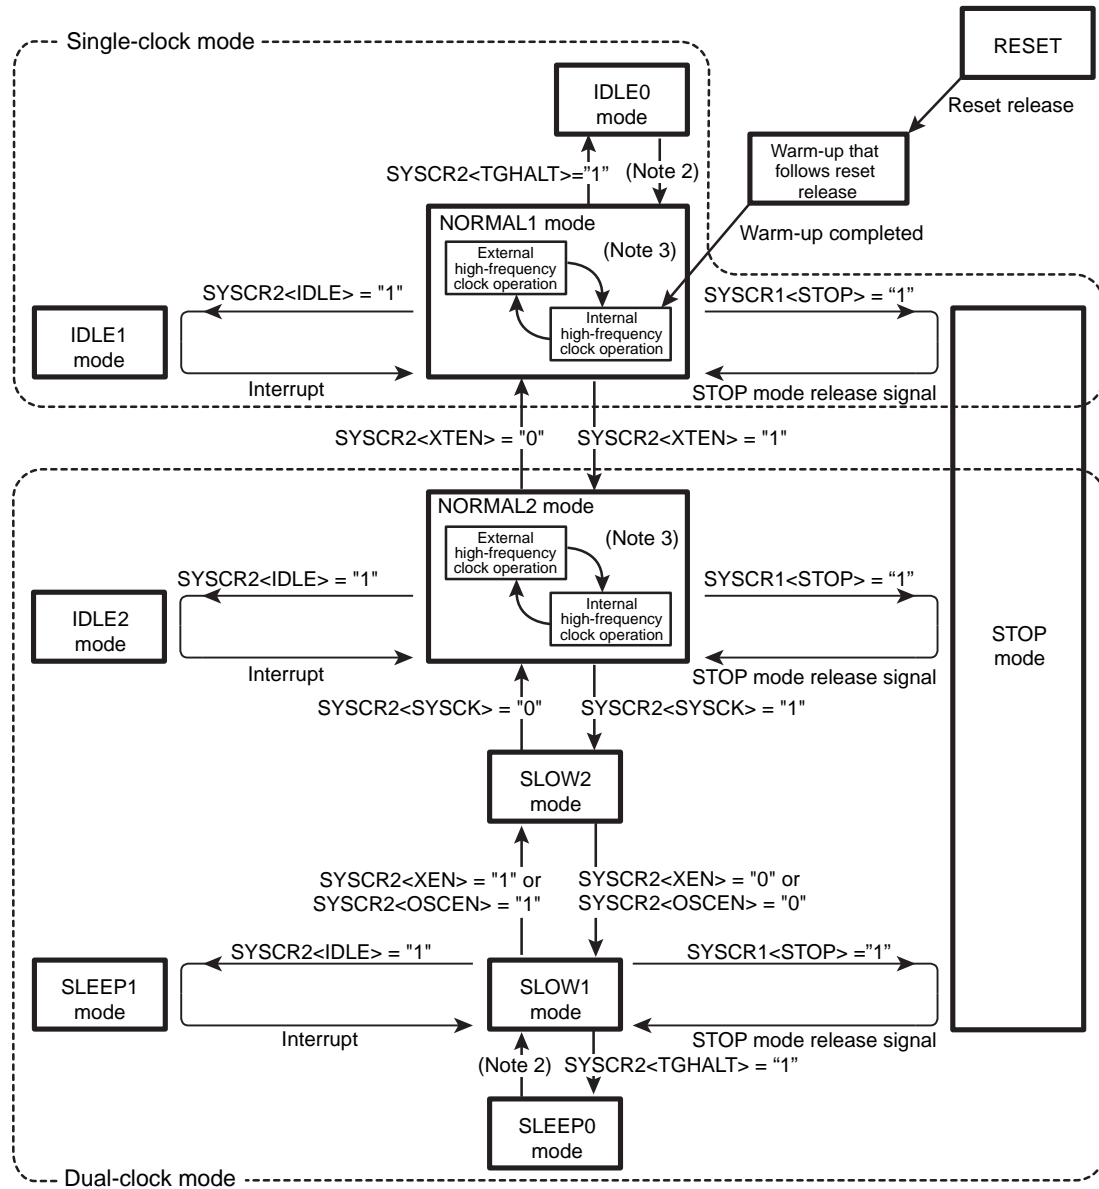 Single-clock mode
RESET
Reset release
IDLE0
mode
Warm-up that
follows reset
release
SYSCR2<TGHALT>="1"
(Note 2)
NORMAL1 mode
Warm-up completed
External
high-frequency
clock operation
(Note 3)
SYSCR2<IDLE> = "1"
SYSCR1<STOP> = “1”
IDLE1
mode
Internal
high-frequency
clock operation
Interrupt
STOP mode release signal
SYSCR2<XTEN> = "0"
SYSCR2<XTEN> = "1"
NORMAL2 mode
External
high-frequency
clock operation
(Note 3)
SYSCR2<IDLE> = "1"
SYSCR1<STOP> = “1”
IDLE2
mode
Internal
high-frequency
clock operation
STOP
mode
Interrupt
STOP mode release signal
SYSCR2<SYSCK> = "0"
SYSCR2<SYSCK> = "1"
SLOW2
mode
SYSCR2<XEN> = "1" or
SYSCR2<OSCEN> = "1"
SYSCR2<XEN> = "0" or
SYSCR2<OSCEN> = "0"
SYSCR2<IDLE> = "1"
SYSCR1<STOP> =”1”
SLEEP1
mode
SLOW1
mode
Interrupt
STOP mode release signal
(Note 2)
SYSCR2<TGHALT> = “1”
SLEEP0
mode
Dual-clock mode